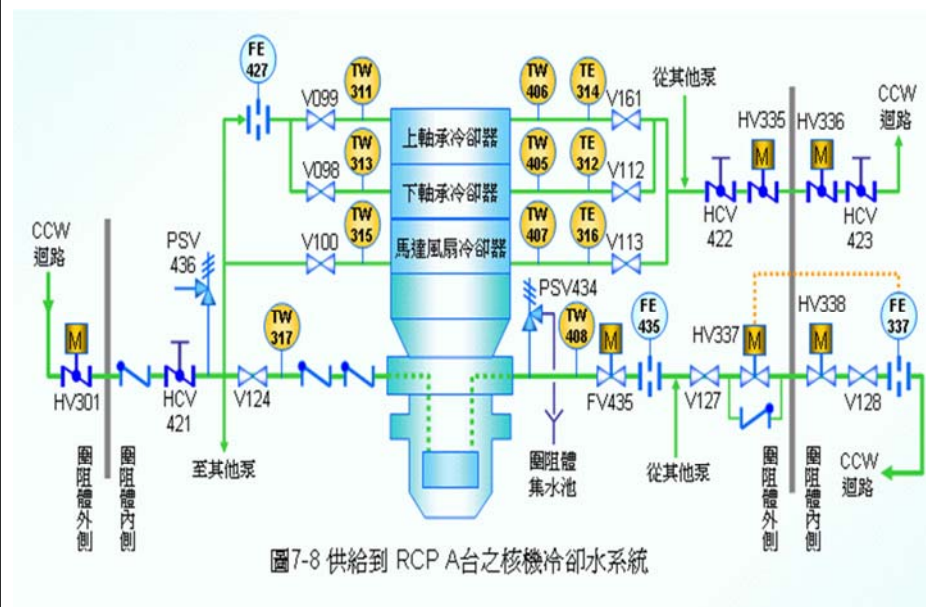 FE
427
TW
311
V099
TW
406
TE
314
V161
從其他泵
HV335
HV336
CCW
迴路
上軸承冷卻器
TW
313
V098
TW
405
TE
312
V112
下軸承冷卻器
HCV
422
HCV
423
CCW
迴路
PSV
436
V100
TW
315
馬達風扇冷卻器
TW
407
TE
316
V113
PSV434
TW
317
TW
408
FE
435
HV337
HV338
FE
337
M
M
M
M
M
M
HV301
HCV
421
V124
FV435
V127
V128
至其他泵
圍阻體
集水池
從其他泵
CCW
迴路
圍阻體外側
圍阻體內側
圍阻體外側
圍阻體內側
圖7-8 供給到 RCP A台之核機冷卻水系統